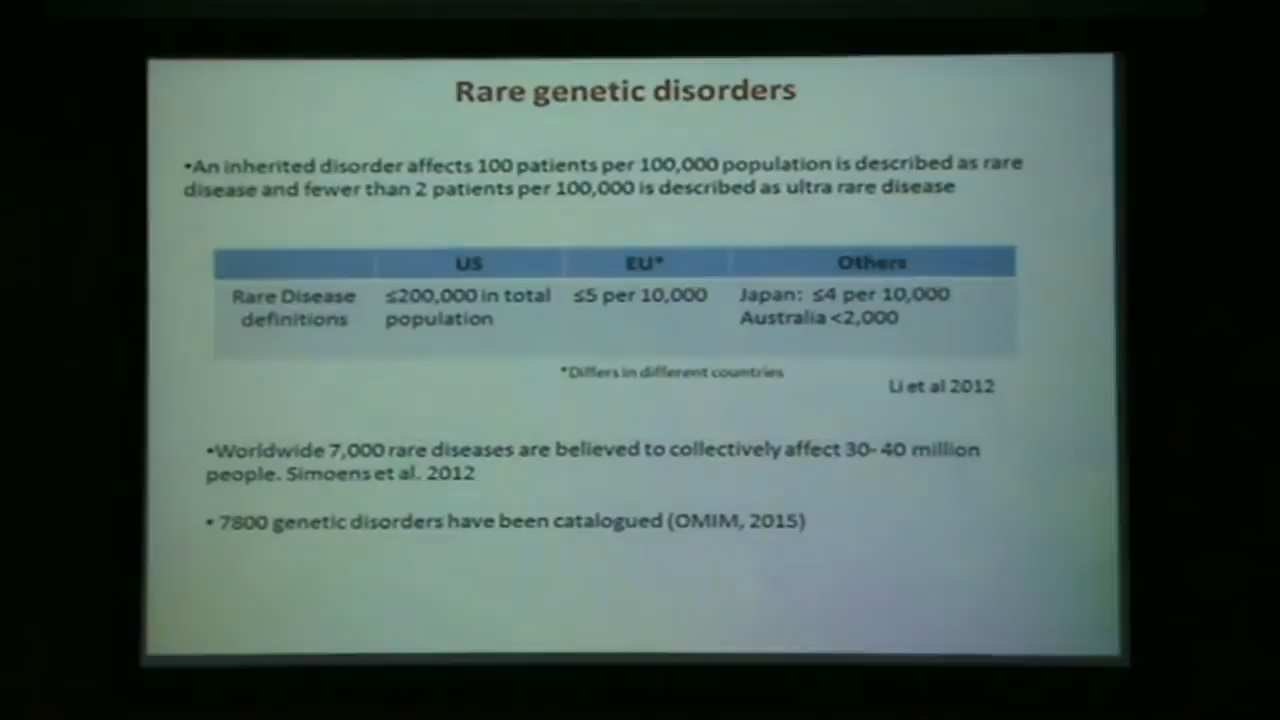 Rare genetic disorders
•An inherited disorder affects 100 patients per 100,000 population is described as rare
disease and fewer than 2 patients per 100,000 is described as ultra rare disease
US EU* Others
Rare Disease ≤200,000 in total ≤5 per 10,000 Japan: ≤4 per 10,000
definitions population Australia <2,000
*Differs in different countries
Li et al 2012
•Worldwide 7,000 rare diseases are believed to collectively affect 30- 40 million
people. Simoens et al. 2012
• 7800 genetic disorders have been catalogued (OMIM, 2015)